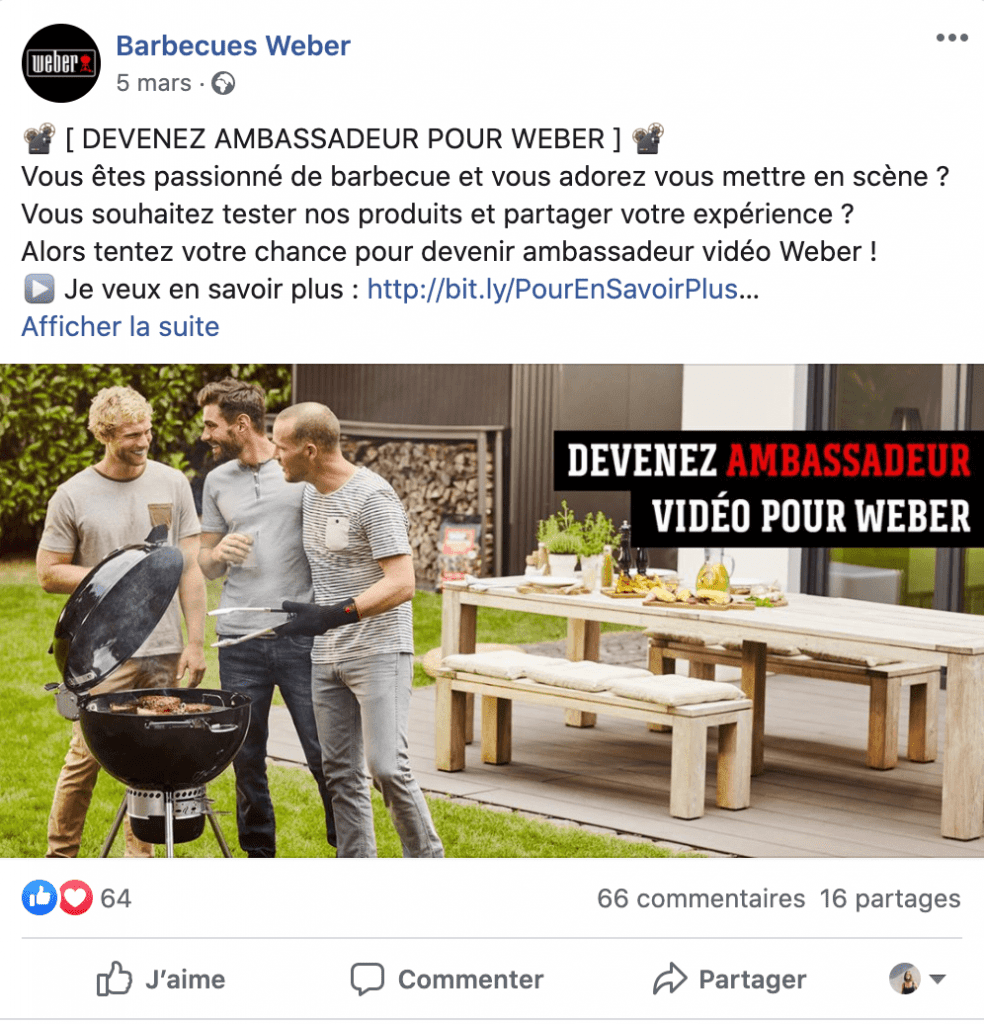 weber
Barbecues Weber
5 mars ·
[ DEVENEZ AMBASSADEUR POUR WEBER ]
Vous êtes passionné de barbecue et vous adorez vous mettre en scène ?
Vous souhaitez tester nos produits et partager votre expérience ?
Alors tentez votre chance pour devenir ambassadeur vidéo Weber !
Je veux en savoir plus : http://bit.ly/PourEnSavoirPlus...
Afficher la suite
DEVENEZ AMBASSADEUR
VIDÉO POUR WEBER
64
66 commentaires 16 partages
J'aime Commenter Partager